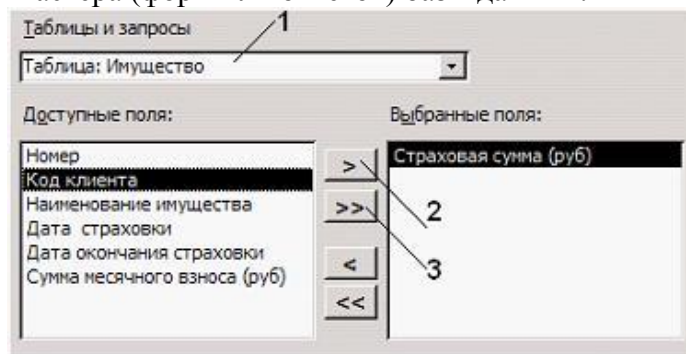 Таблицы и запросы
1
Таблица: Имущество
Доступные поля:
Выбранные поля:
Номер
Код клиента
Наименование имущества
Дата страховки
Дата окончания страховки
Сумма месячного взноса (руб)
>
>>
<
<<
Страховая сумма (руб)
2
3